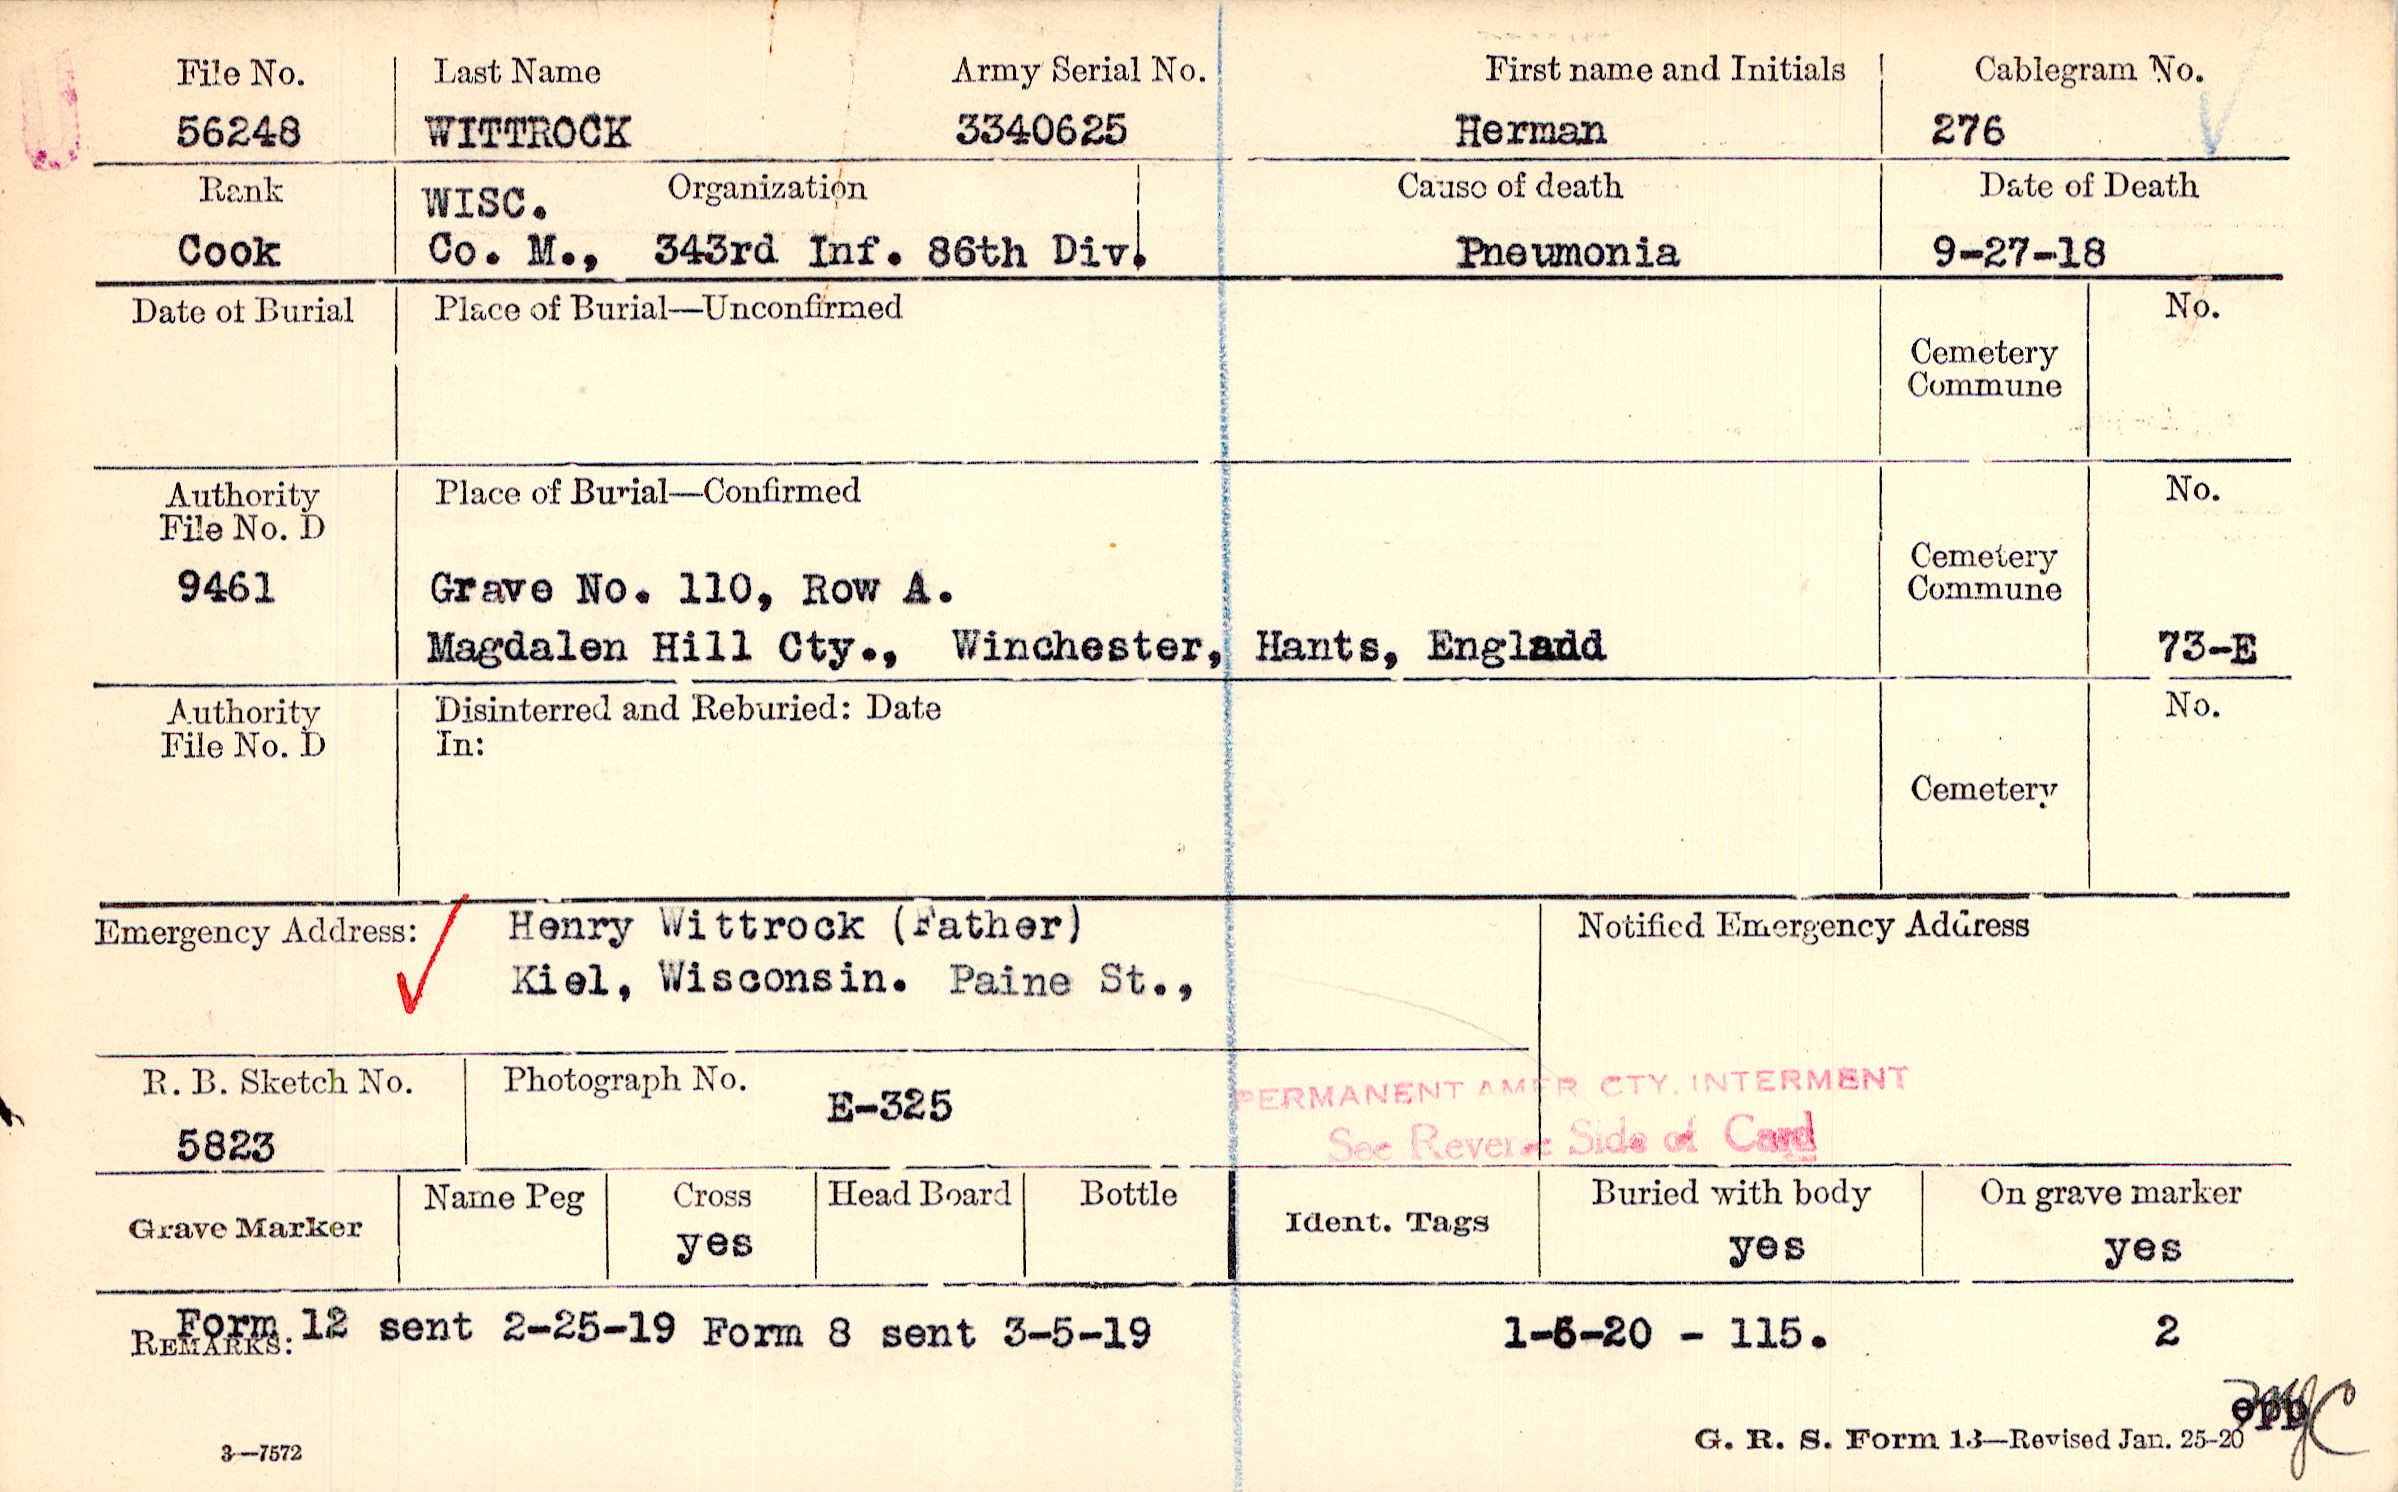 File No. Last Name Army Serial No. First name and Initials Cablegram No.
56248 WITTROCK 3340625 Herman 276
Rank WISC. Organization Cause of death Date of Death
Cook Co. M., 343rd Inf. 86th Div. Pneumonia 9-27-18
Date of Burial Place of Burial—Unconfirmed No.
Cemetery
Commune
Authority Place of Burial—Confirmed No.
File No. D
Cemetery
Commune
9461 Grave No. 110, Row A.
Magdalen Hill Cty., Winchester, Hants, Engladd 73-E
Authority Disinterred and Reburied: Date No.
File No. D In:
Cemetery
Emergency Address: Henry Wittrock (Father) Notified Emergency Address
Kiel, Wisconsin. Paine St.,
R. B. Sketch No. Photograph No. PERMANENT AMER CTY. INTERMENT
5823 E-325 See Reverse Side of Card
Grave Marker Name Peg Cross Head Board Bottle Ident. Tags Buried with body On grave marker
yes yes yes
REMARKS: Form 12 sent 2-25-19 Form 8 sent 3-5-19 1-6-20 - 115. 2
3—7572 G. R. S. Form 13—Revised Jan. 25-20